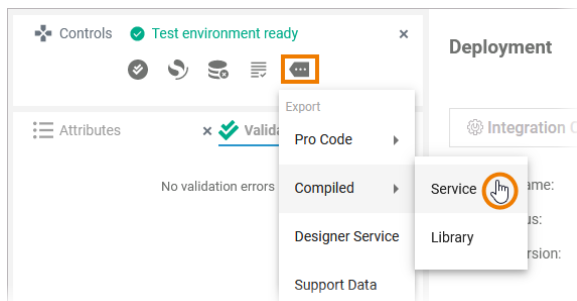 Controls
Test environment ready
×
Deployment
Export
Attributes
×
Valida
Pro Code
Integration C
No validation errors
Compiled
Service
ame:
us:
Designer Service
Library
rsion:
Support Data